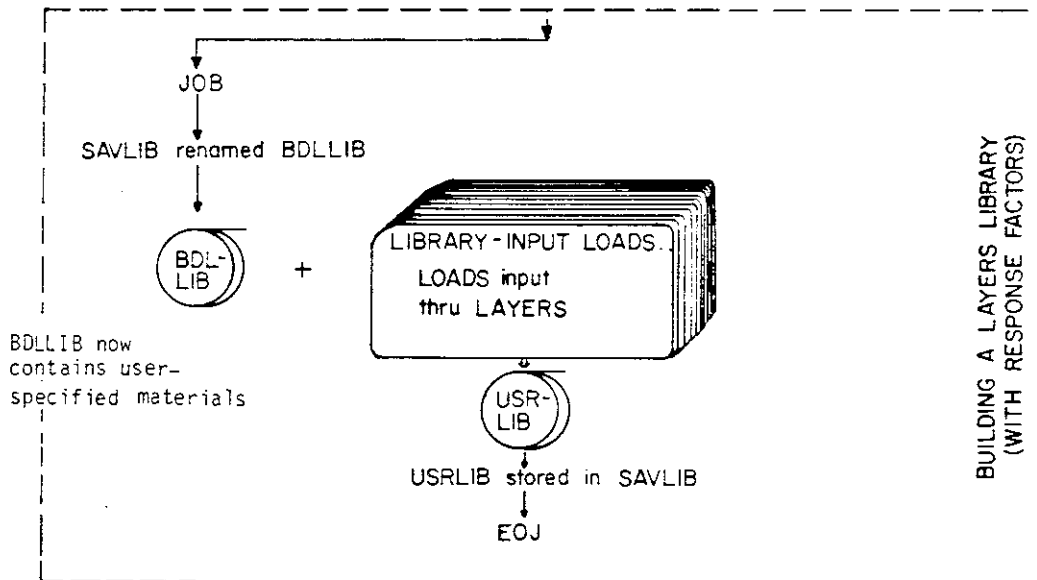 JOB
SAVLIB renamed BDLLIB
BDL-
LIB
+
LIBRARY-INPUT LOADS..
LOADS input
thru LAYERS
BDLLIB now
contains user-
specified materials
USR-
LIB
USRLIB stored in SAVLIB
EOJ
BUILDING A LAYERS LIBRARY
(WITH RESPONSE FACTORS)